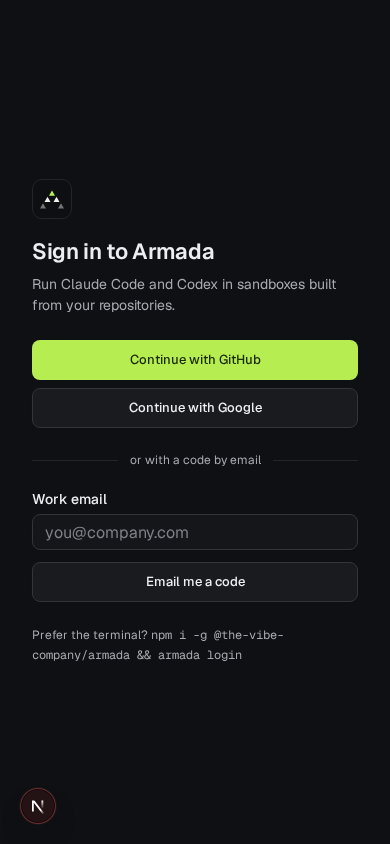 Sign in to Armada
Run Claude Code and Codex in sandboxes built
from your repositories.
Continue with GitHub
Continue with Google
or with a code by email
Work email
you@company.com
Email me a code
Prefer the terminal? npm i -g @the-vibe-
company/armada && armada login
N